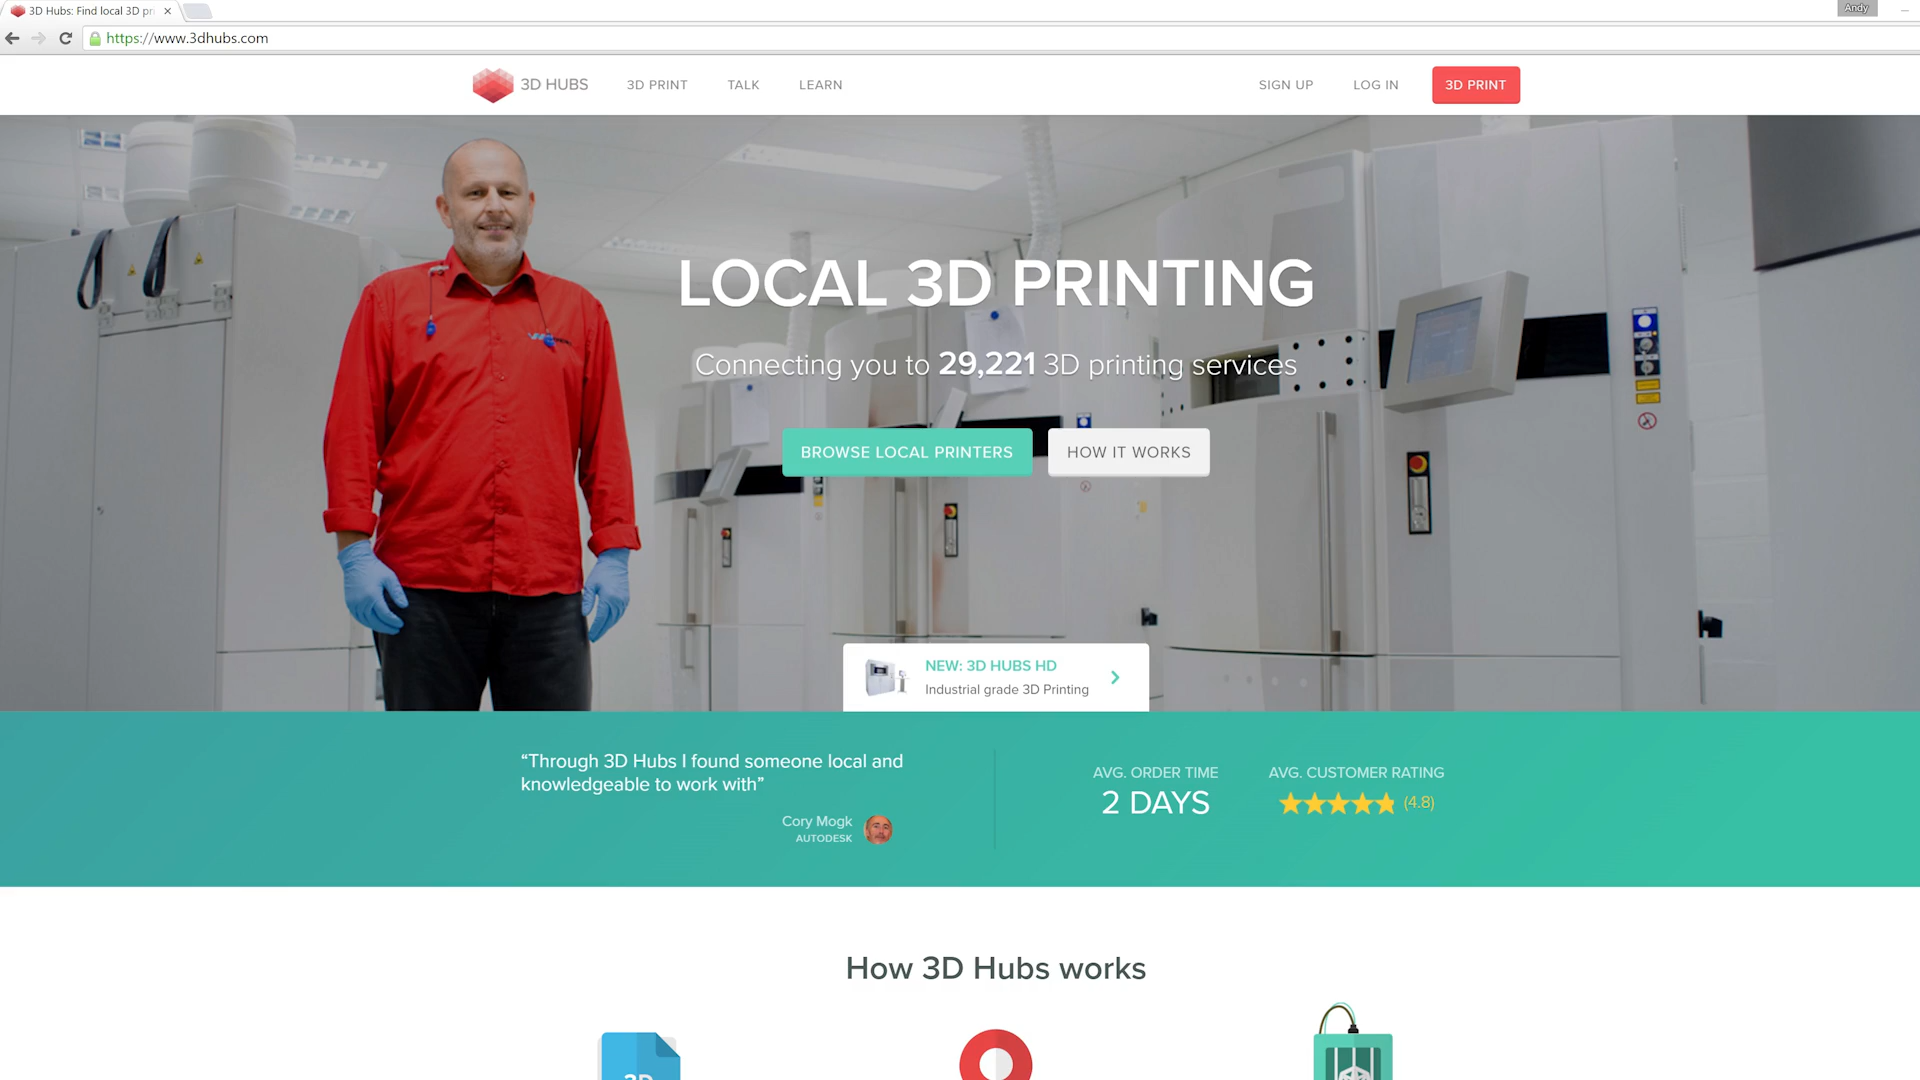 3D Hubs: Find local 3D pri
Andy
https://www.3dhubs.com
3D HUBS
3D PRINT
TALK
LEARN
SIGN UP
LOG IN
3D PRINT
LOCAL 3D PRINTING
Connecting you to 29,221 3D printing services
BROWSE LOCAL PRINTERS
HOW IT WORKS
NEW: 3D HUBS HD
Industrial grade 3D Printing
“Through 3D Hubs I found someone local and
knowledgeable to work with”
Cory Mogk
AUTODESK
AVG. ORDER TIME
2 DAYS
AVG. CUSTOMER RATING
(4.8)
How 3D Hubs works
3D